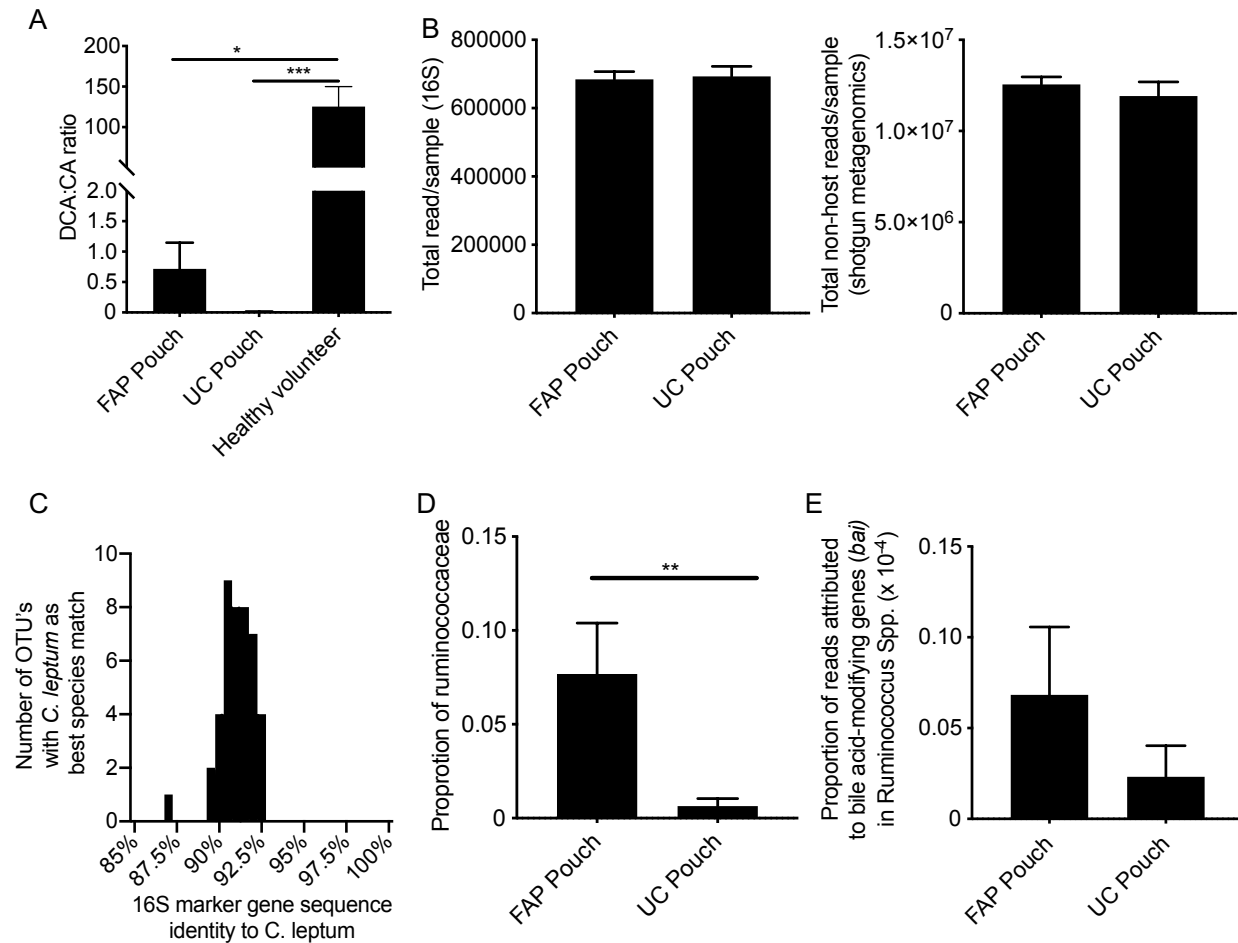 A
DCA:CA ratio
200
150
100
2.0
1.5
1.0
0.5
0
*
***
FAP Pouch
UC Pouch
Healthy volunteer
B
Total read/sample (16S)
800000
600000
400000
200000
0
FAP Pouch
UC Pouch
Total non-host reads/sample
(shotgun metagenomics)
1.5×10⁷
1.0×10⁷
5.0×10⁶
0
FAP Pouch
UC Pouch
C
Number of OTU's
with C. leptum as
best species match
10
8
6
4
2
0
85%
87.5%
90%
92.5%
95%
97.5%
100%
16S marker gene sequence
identity to C. leptum
D
Proprotion of ruminoccaceae
0.15
0.10
0.05
0
**
FAP Pouch
UC Pouch
E
Proportion of reads attributed
to bile acid-modifying genes (bai)
in Ruminococcus Spp. (x 10⁻⁴)
0.15
0.10
0.05
0
FAP Pouch
UC Pouch